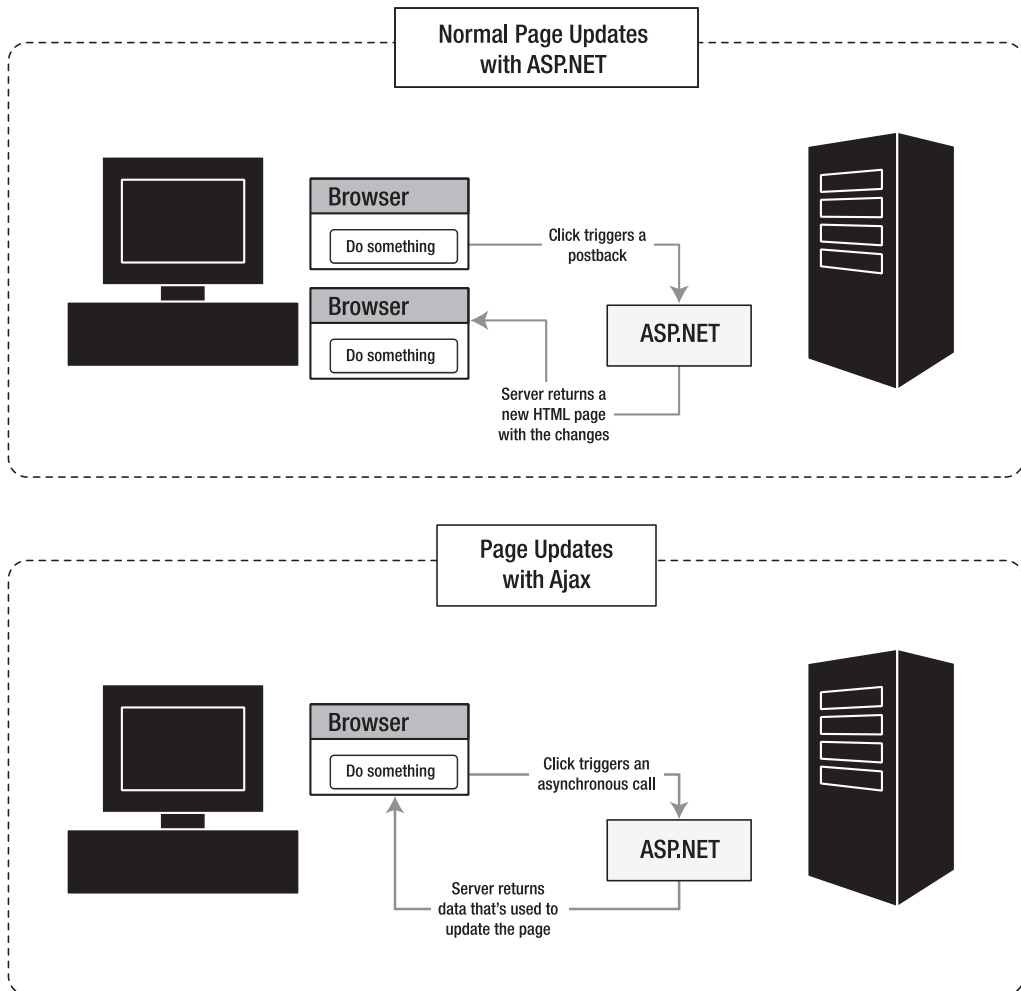 Normal Page Updates
with ASP.NET
Browser
Do something
Click triggers a
postback
Browser
Do something
ASP.NET
Server returns a
new HTML page
with the changes
Page Updates
with Ajax
Browser
Do something
Click triggers an
asynchronous call
ASP.NET
Server returns
data that's used to
update the page